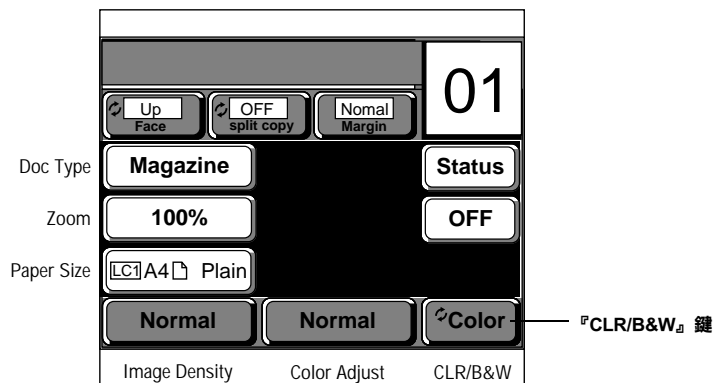 01
Up
Face
OFF
split copy
Nomal
Margin
Doc Type
Magazine
Status
Zoom
100%
OFF
Paper Size
LC1 A4 Plain
Normal
Normal
Color
『CLR/B&W』鍵
Image Density
Color Adjust
CLR/B&W